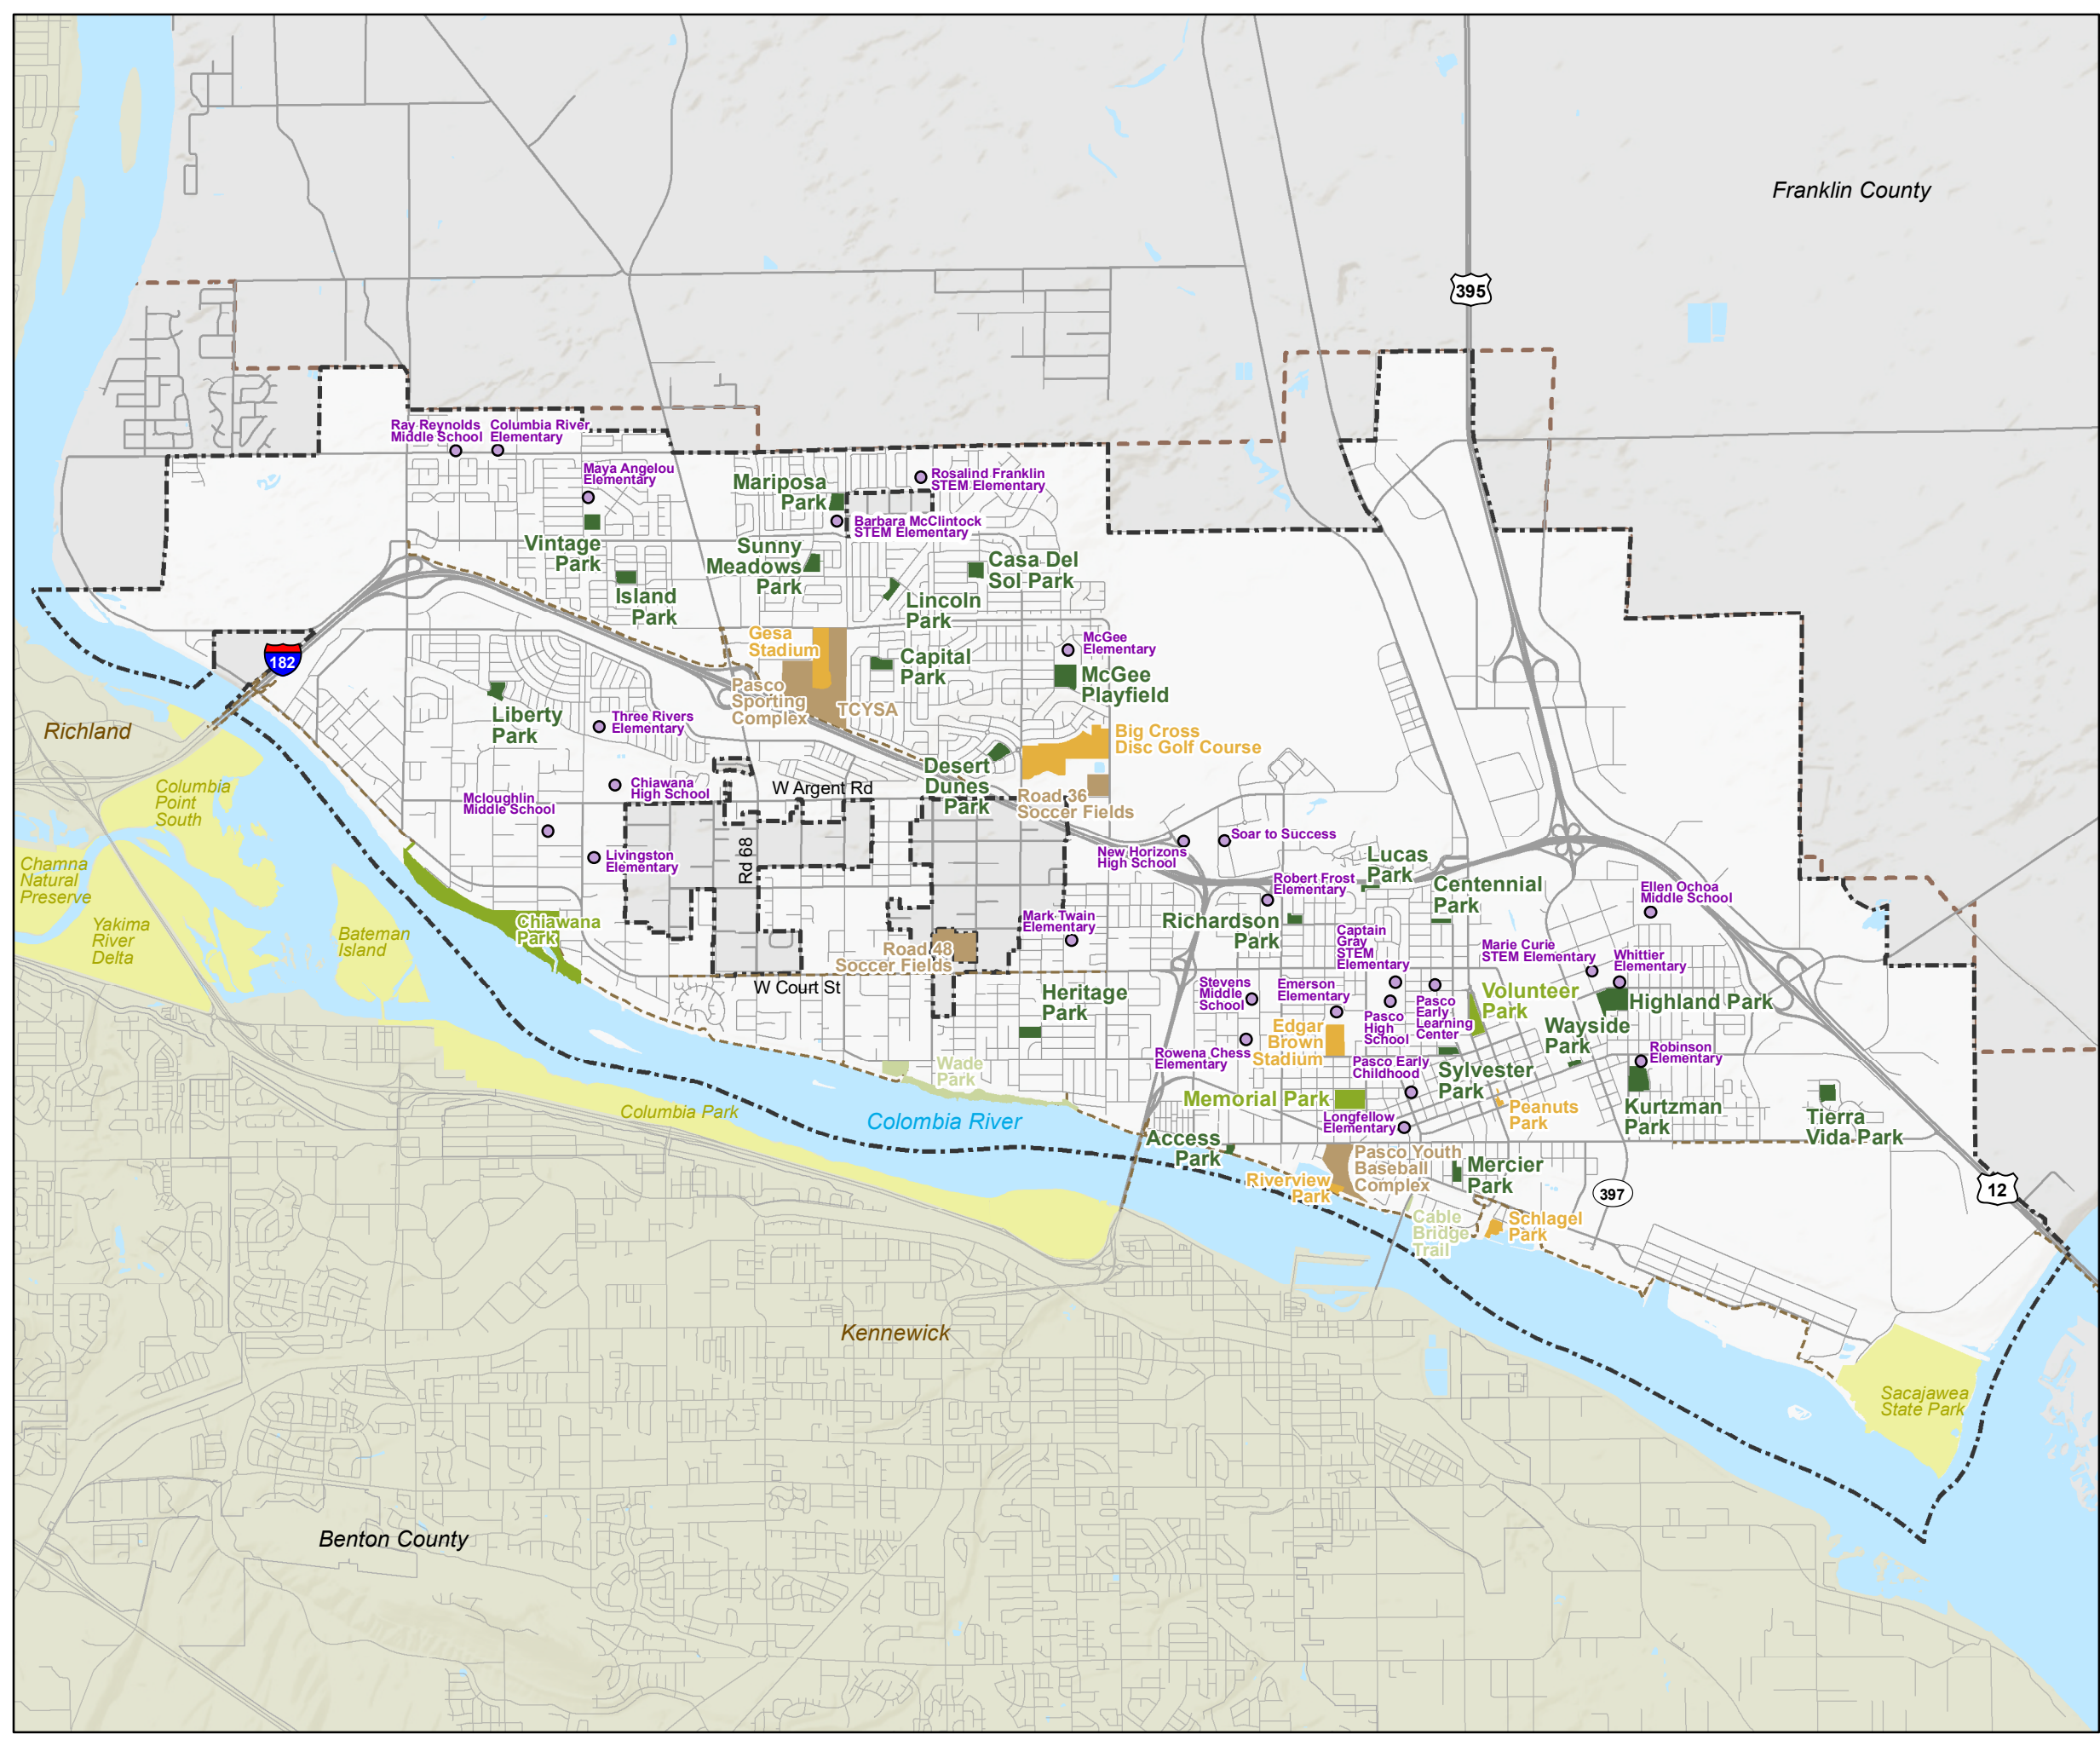 Franklin County
395
Ray Reynolds
Middle School
Columbia River
Elementary
Maya Angelou
Elementary
Mariposa
Park
Rosalind Franklin
STEM Elementary
Barbara McClintock
STEM Elementary
Vintage
Park
Sunny
Meadows
Park
Casa Del
Sol Park
Island
Park
Lincoln
Park
Gesa
Stadium
McGee
Elementary
182
Capital
Park
McGee
Playfield
Pasco
Sporting
Complex
TCYSA
Liberty
Park
Three Rivers
Elementary
Richland
Big Cross
Disc Golf Course
Desert
Dunes
Park
Chiawana
High School
W Argent Rd
Road 36
Soccer Fields
Columbia
Point
South
Mcloughlin
Middle School
Livingston
Elementary
Rd 68
New Horizons
High School
Soar to Success
Lucas
Park
Chamna
Natural
Preserve
Robert Frost
Elementary
Centennial
Park
Ellen Ochoa
Middle School
Yakima
River
Delta
Bateman
Island
Chiawana
Park
Mark Twain
Elementary
Richardson
Park
Captain
Gray
STEM
Elementary
Marie Curie
STEM Elementary
Whittier
Elementary
Road 48
Soccer Fields
W Court St
Heritage
Park
Stevens
Middle
School
Emerson
Elementary
Pasco
High
School
Pasco
Early
Learning
Center
Volunteer
Park
Highland Park
Wayside
Park
Edgar
Brown
Stadium
Rowena Chess
Elementary
Pasco Early
Childhood
Robinson
Elementary
Wade
Park
Sylvester
Park
Columbia Park
Colombia River
Memorial Park
Longfellow
Elementary
Peanuts
Park
Kurtzman
Park
Tierra
Vida Park
Access
Park
Pasco Youth
Baseball
Complex
Mercier
Park
Riverview
Park
397
12
Cable
Bridge
Trail
Schlagel
Park
Kennewick
Sacajawea
State Park
Benton County